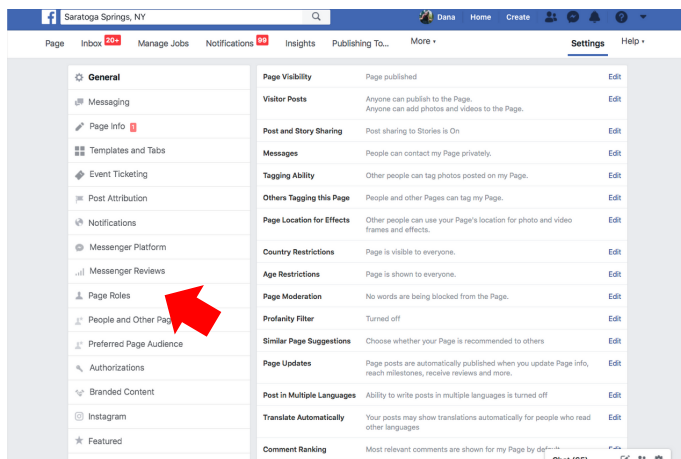 f Saratoga Springs, NY Dana Home Create
Page Inbox 20+ Manage Jobs Notifications 99 Insights Publishing To... More Settings Help
General
Messaging
Page Info 1
Templates and Tabs
Event Ticketing
Post Attribution
Notifications
Messenger Platform
Messenger Reviews
Page Roles
People and Other
Preferred Page Audience
Authorizations
Branded Content
Instagram
Featured
Page Visibility Page published Edit
Visitor Posts Anyone can publish to the Page. Edit
Anyone can add photos and videos to the Page.
Post and Story Sharing Post sharing to Stories is On Edit
Messages People can contact my Page privately. Edit
Tagging Ability Other people can tag photos posted on my Page. Edit
Others Tagging this Page People and other Pages can tag my Page. Edit
Page Location for Effects Other people can use your Page's location for photo and video Edit
frames and effects.
Country Restrictions Page is visible to everyone. Edit
Age Restrictions Page is shown to everyone. Edit
Page Moderation No words are being blocked from the Page. Edit
Profanity Filter Turned off Edit
Similar Page Suggestions Choose whether your Page is recommended to others Edit
Page Updates Page posts are automatically published when you update Page info, Edit
reach milestones, receive reviews and more.
Post in Multiple Languages Ability to write posts in multiple languages is turned off Edit
Translate Automatically Your posts may show translations automatically for people who read Edit
other languages
Comment Ranking Most relevant comments are shown for my Page by